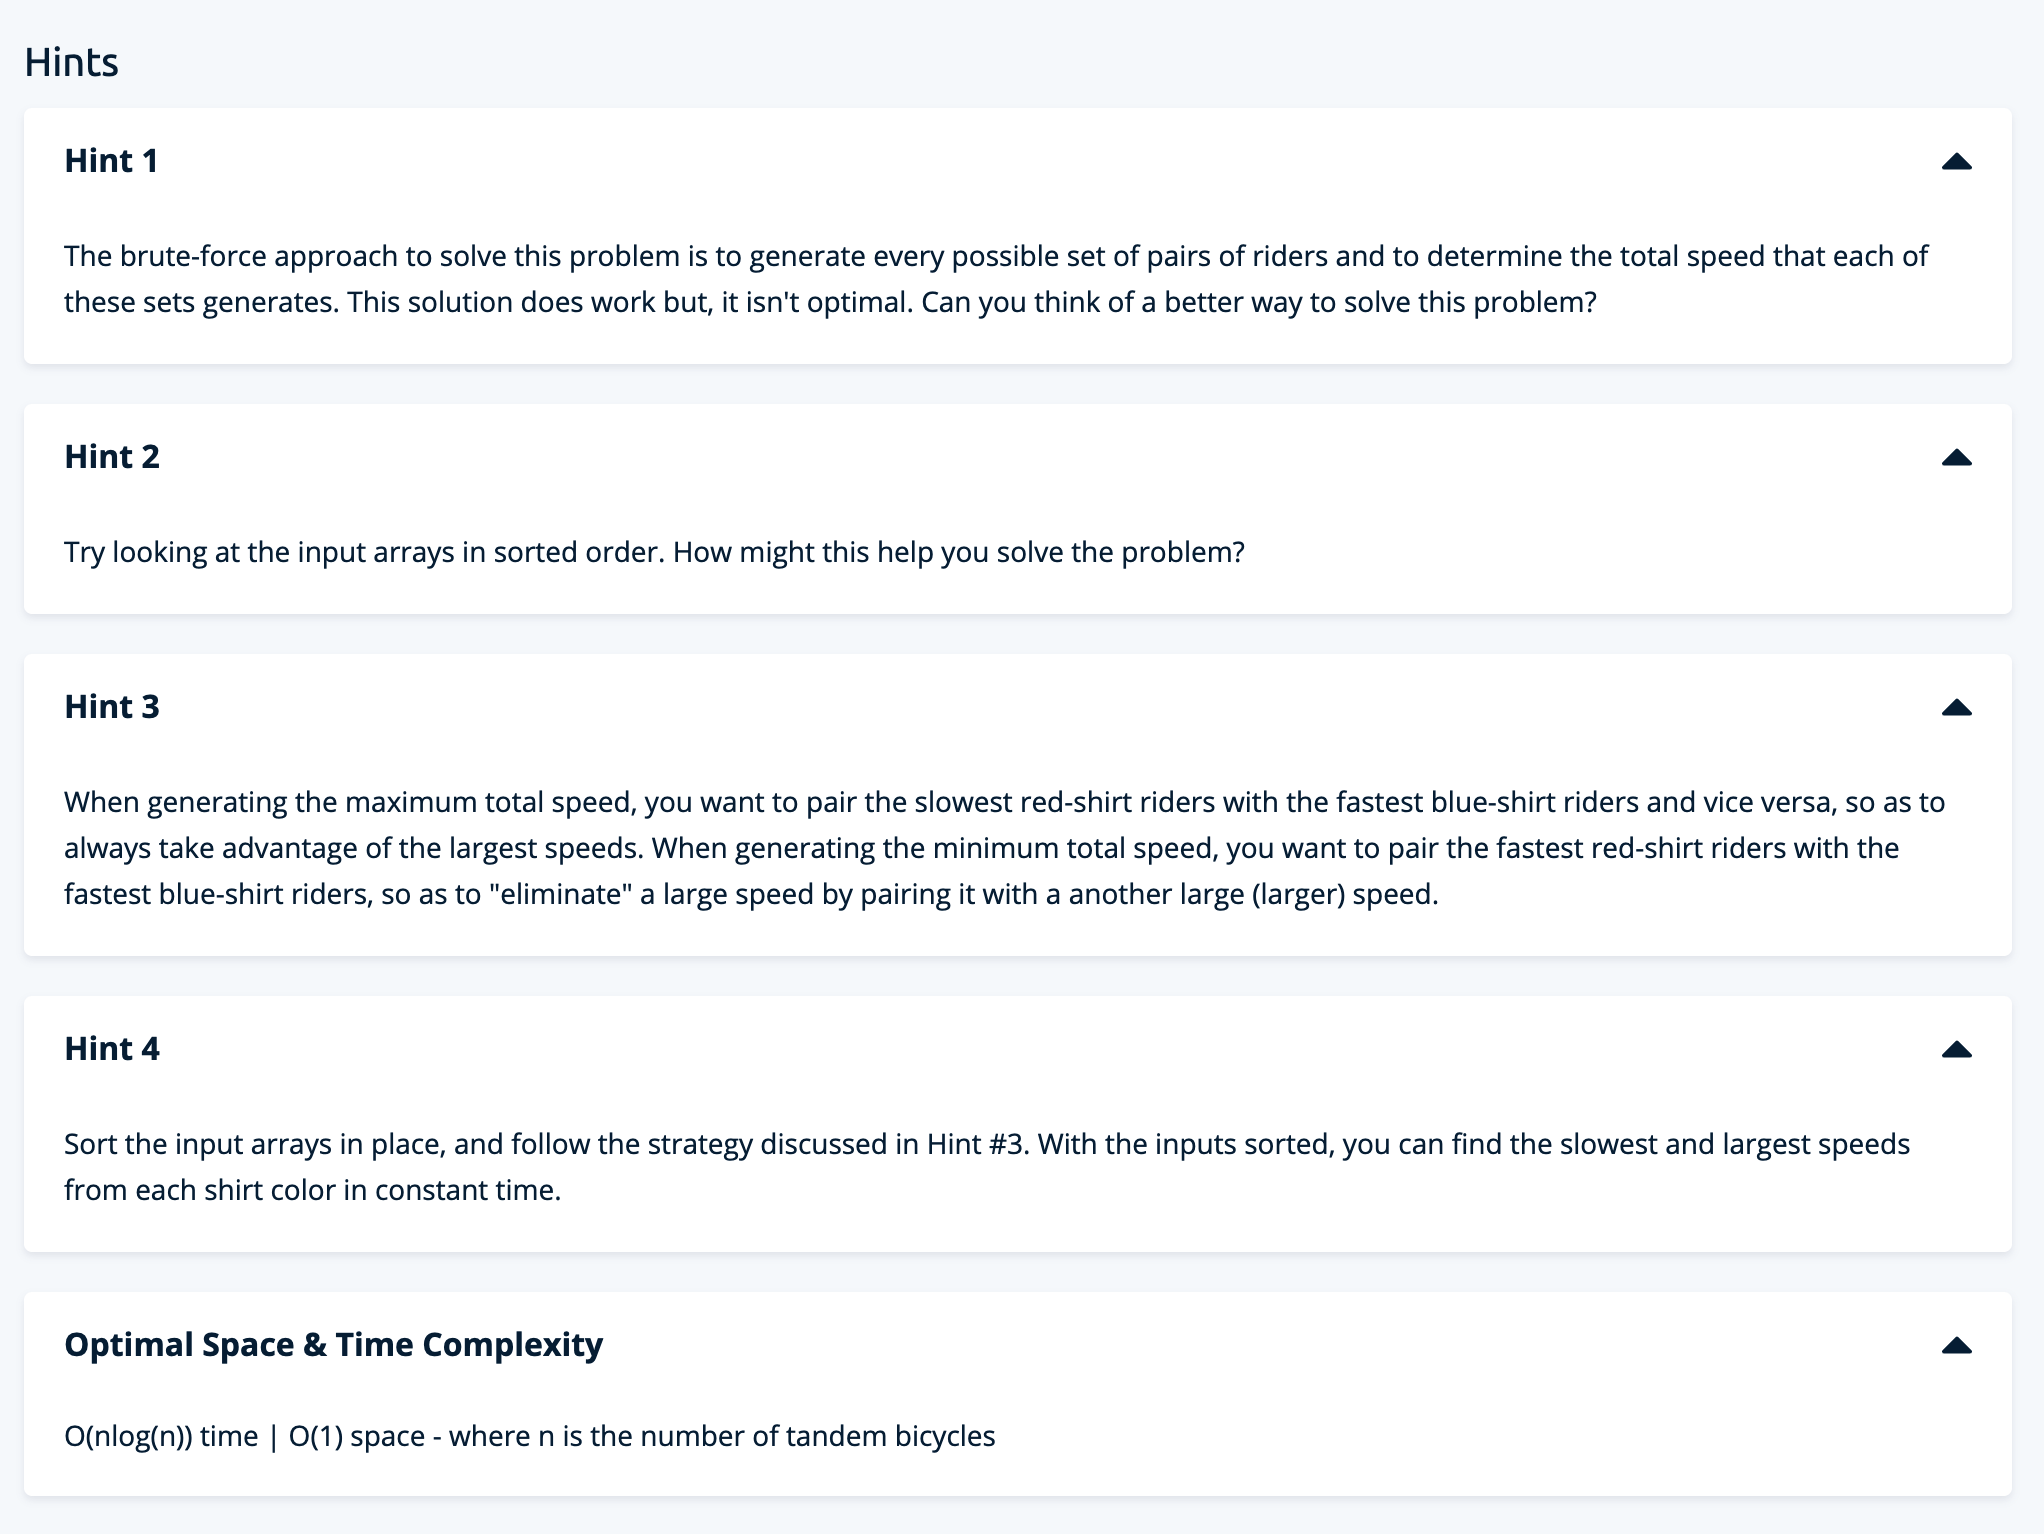 Hints
Hint 1
The brute-force approach to solve this problem is to generate every possible set of pairs of riders and to determine the total speed that each of
these sets generates. This solution does work but, it isn't optimal. Can you think of a better way to solve this problem?
Hint 2
Try looking at the input arrays in sorted order. How might this help you solve the problem?
Hint 3
When generating the maximum total speed, you want to pair the slowest red-shirt riders with the fastest blue-shirt riders and vice versa, so as to
always take advantage of the largest speeds. When generating the minimum total speed, you want to pair the fastest red-shirt riders with the
fastest blue-shirt riders, so as to "eliminate" a large speed by pairing it with a another large (larger) speed.
Hint 4
Sort the input arrays in place, and follow the strategy discussed in Hint #3. With the inputs sorted, you can find the slowest and largest speeds
from each shirt color in constant time.
Optimal Space & Time Complexity
O(nlog(n)) time | O(1) space - where n is the number of tandem bicycles